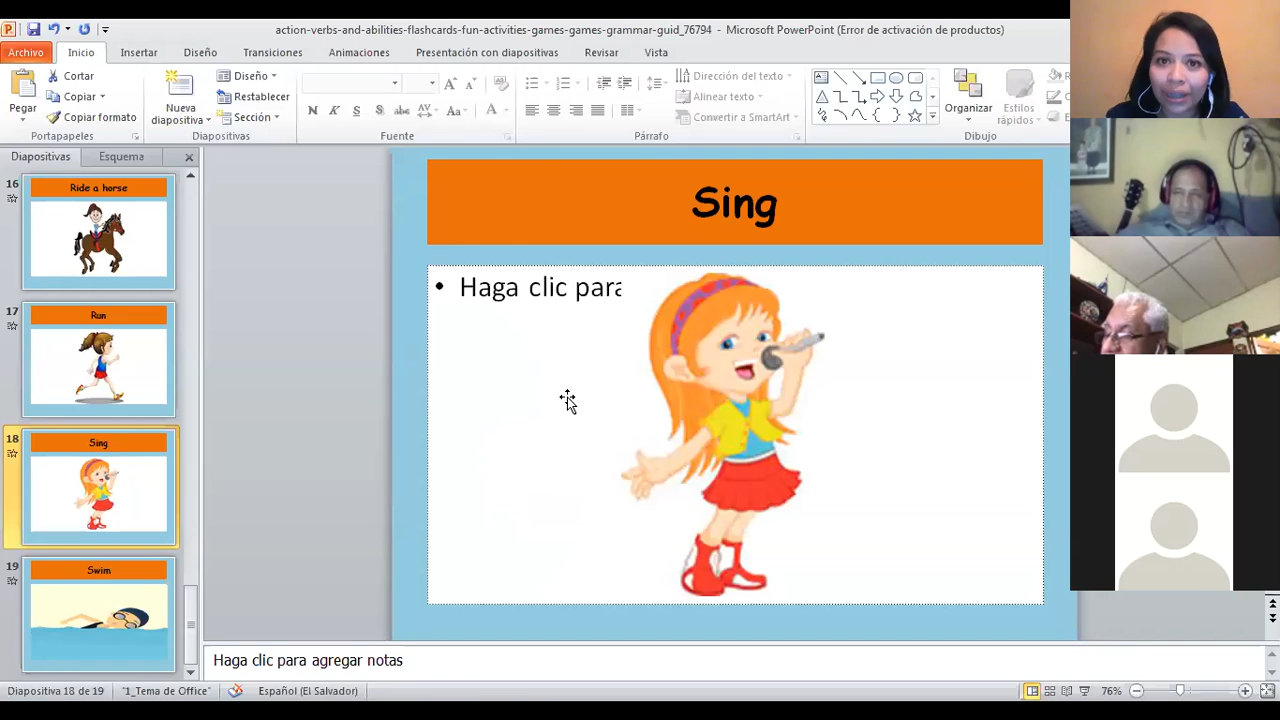 action-verbs-and-abilities-flashcards-fun-activities-games-games-grammar-guid_76794 - Microsoft PowerPoint (Error de activación de productos)
Archivo Inicio Insertar Diseño Transiciones Animaciones Presentación con diapositivas Revisar Vista
Pegar
Cortar
Copiar
Copiar formato
Portapapeles
Nueva diapositiva
Diseño
Restablecer
Sección
Diapositivas
N K S abc AV Aa A
Fuente
Dirección del texto
Alinear texto
Convertir a SmartArt
Párrafo
Organizar
Estilos rápidos
Dibujo
Diapositivas Esquema
16
Ride a horse
17
Run
18
Sing
19
Swim
Sing
• Haga clic para
Haga clic para agregar notas
Diapositiva 18 de 19 "1_Tema de Office" Español (El Salvador) 76%